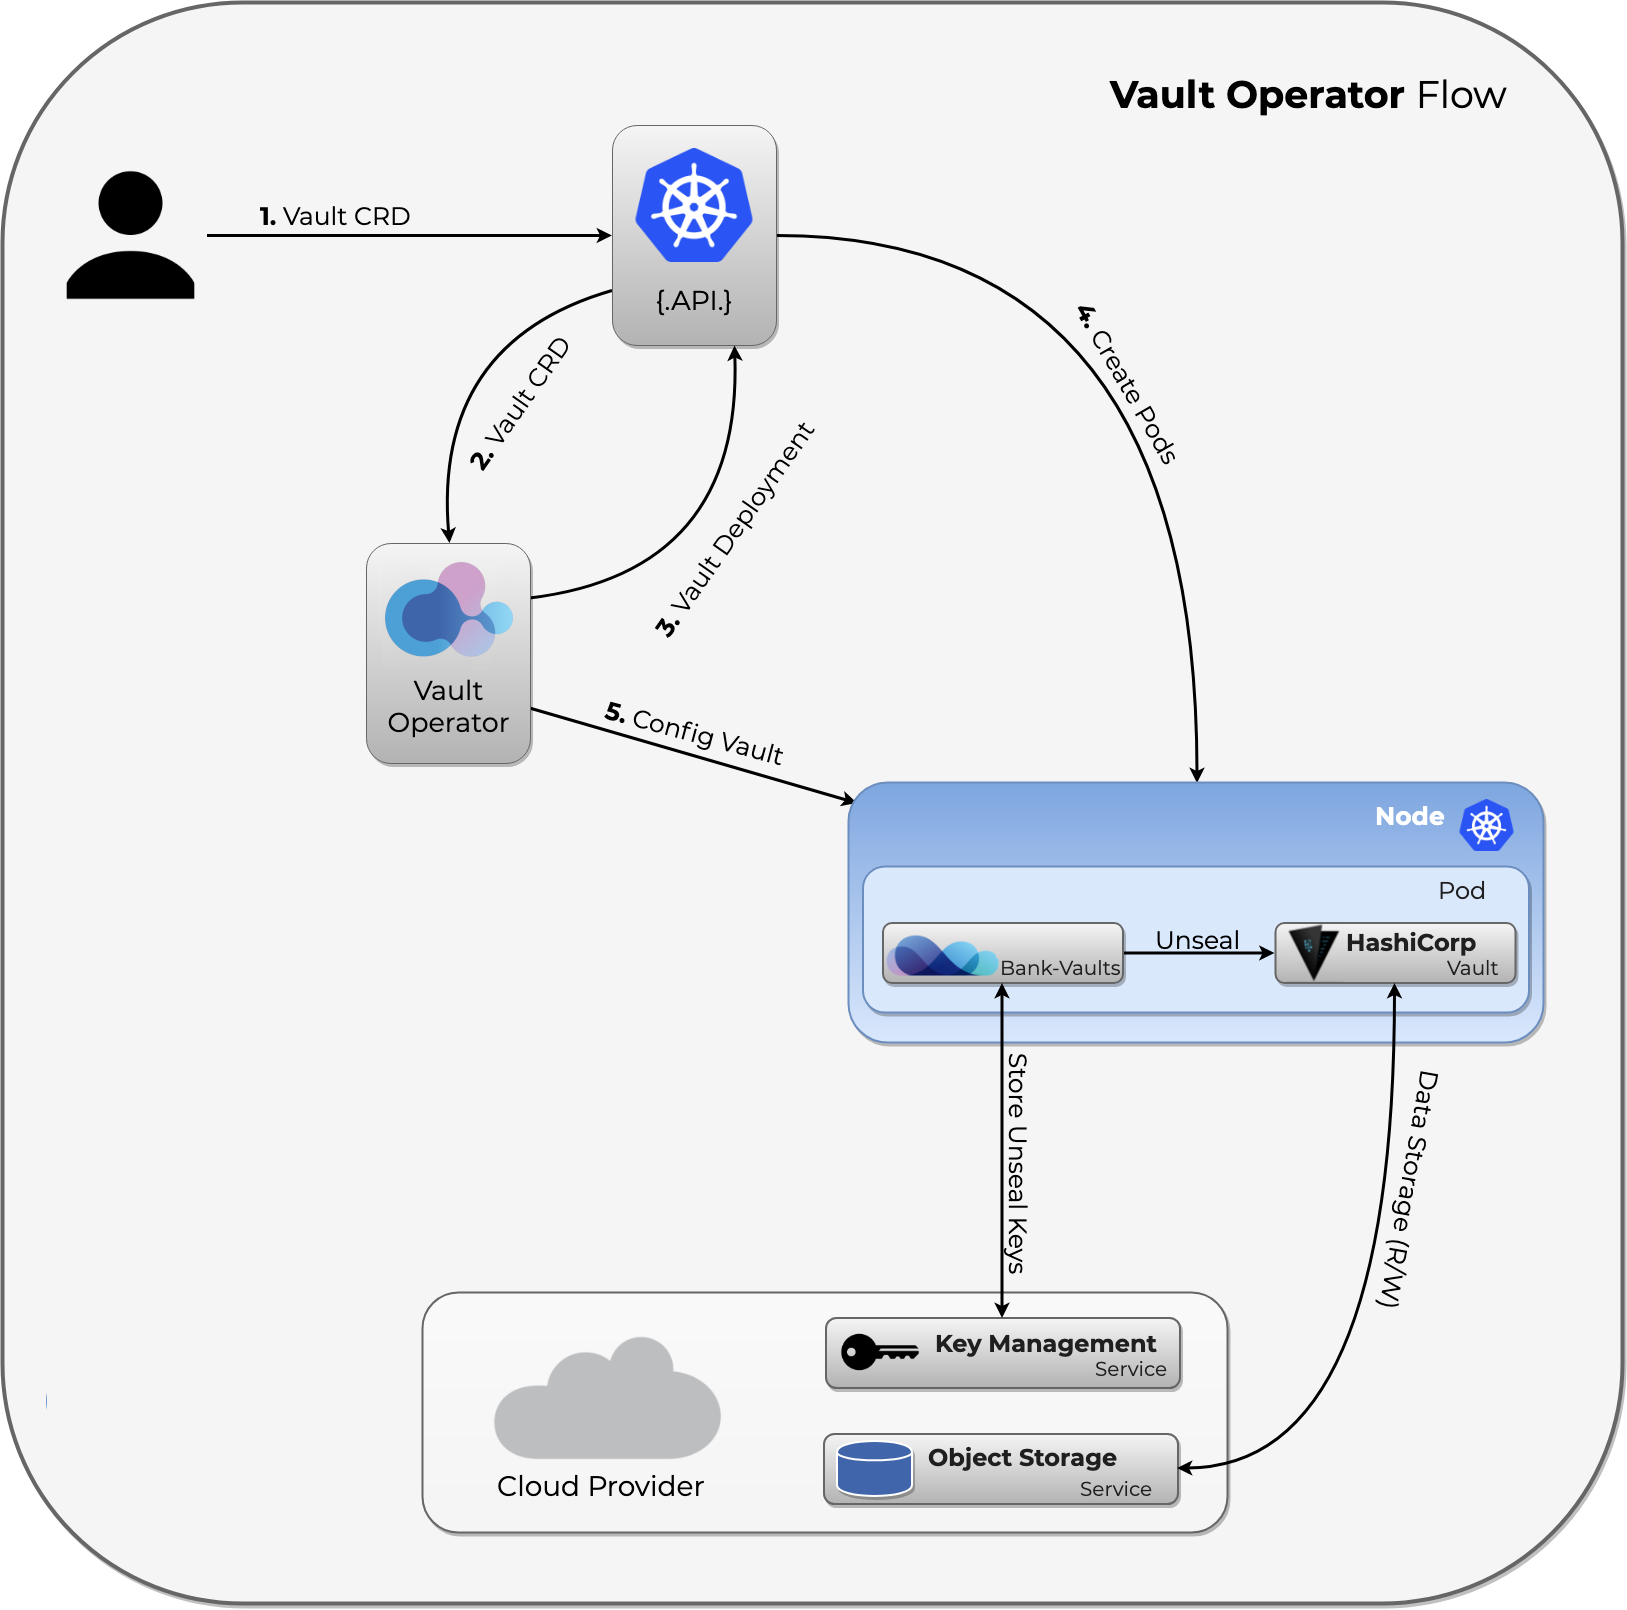 Vault Operator Flow
1. Vault CRD
{.API.}
2. Vault CRD
3. Vault Deployment
4. Create Pods
Vault
Operator
5. Config Vault
Node
Pod
Bank-Vaults
Unseal
HashiCorp
Vault
Store Unseal Keys
Data Storage (R/W)
Cloud Provider
Key Management
Service
Object Storage
Service